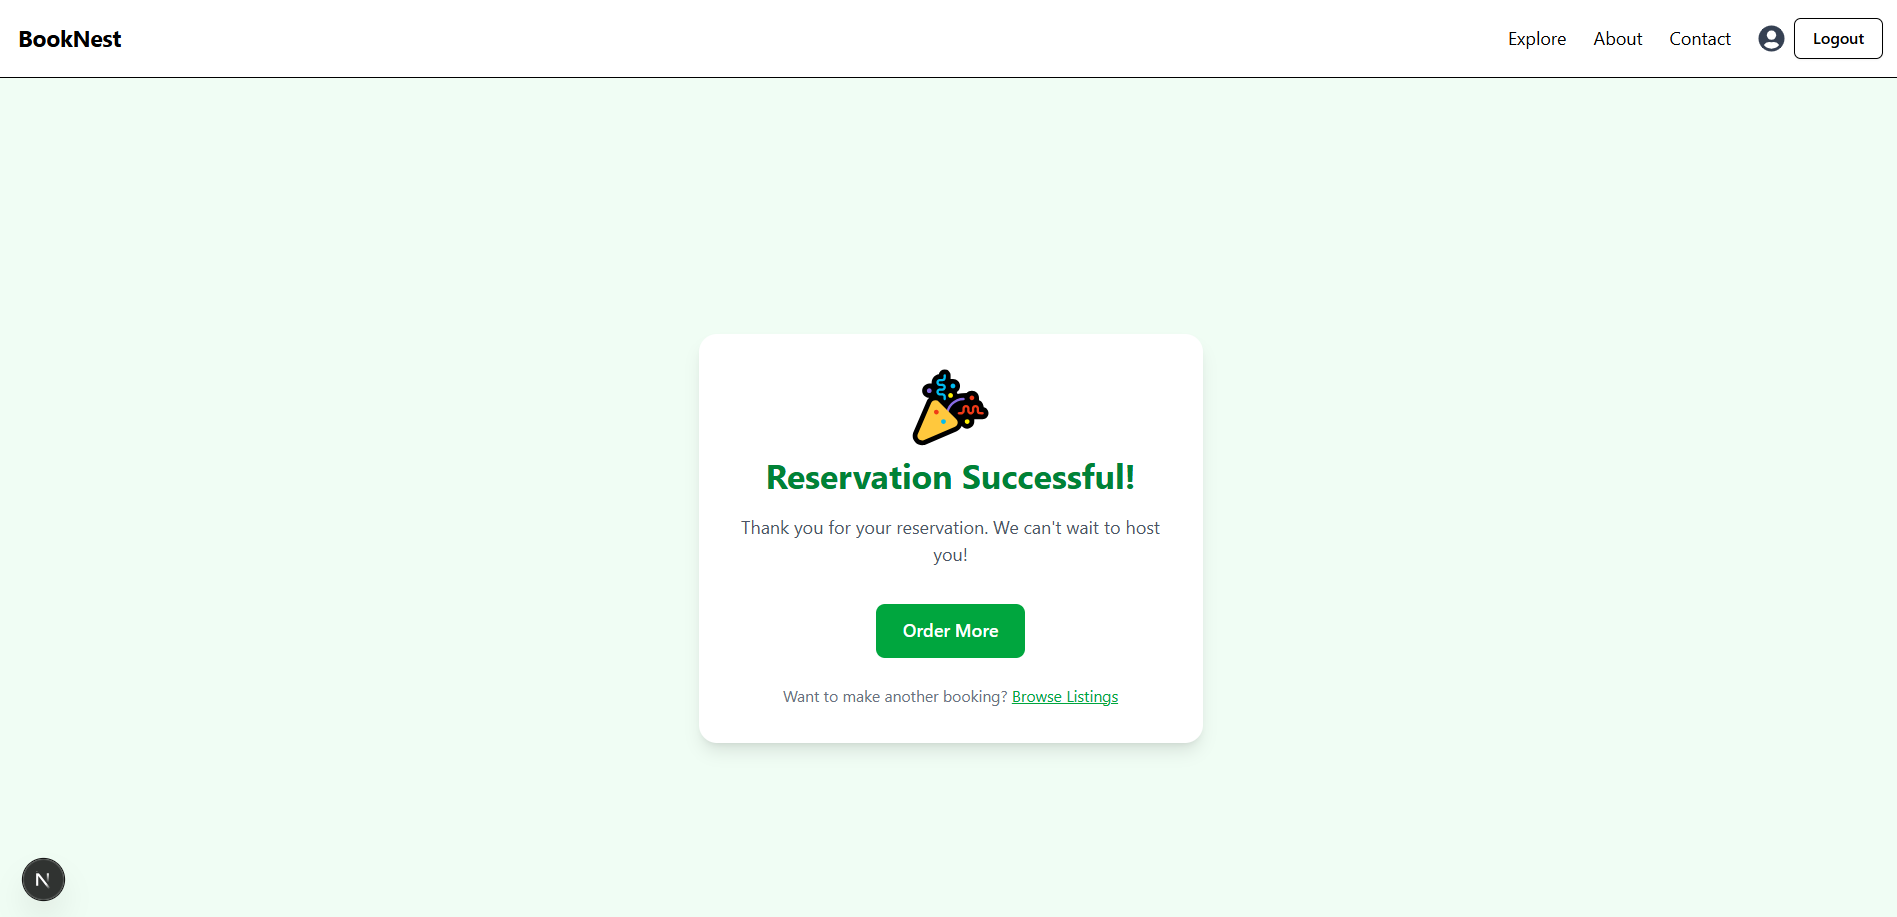 BookNest
Explore About Contact Logout
Reservation Successful!
Thank you for your reservation. We can't wait to host
you!
Order More
Want to make another booking? Browse Listings
N